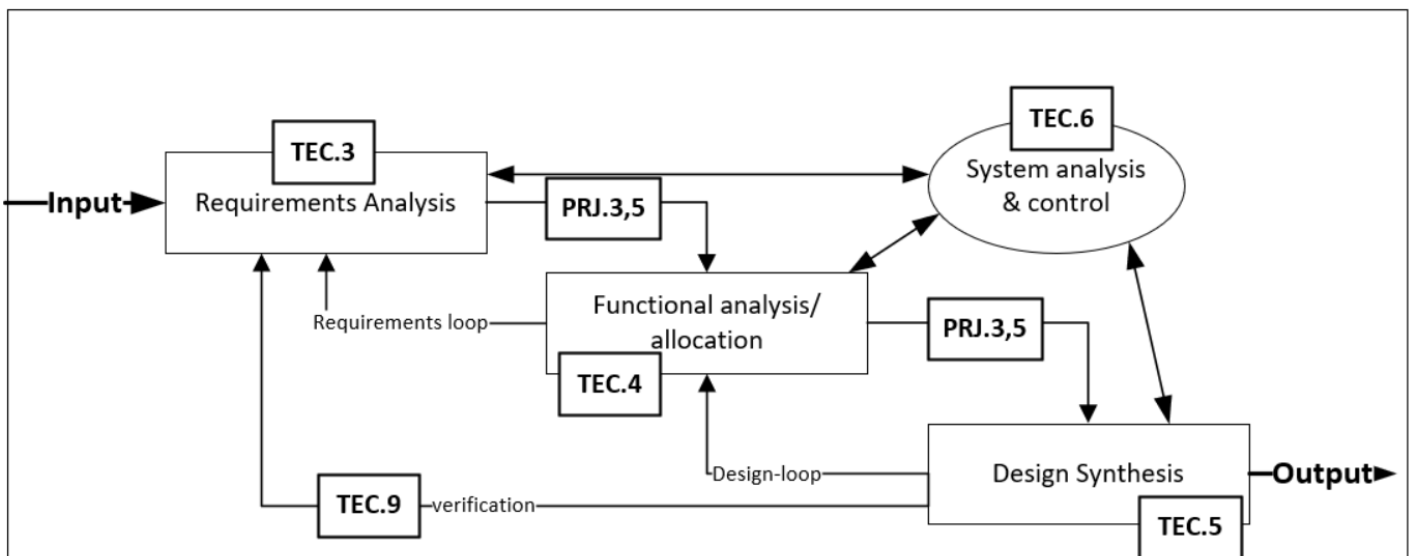 TEC.6
TEC.3
System analysis
& control
Input
Requirements Analysis
PRJ.3,5
Functional analysis/
allocation
Requirements loop
PRJ.3,5
TEC.4
Design-loop
Design Synthesis
Output
TEC.9
verification
TEC.5